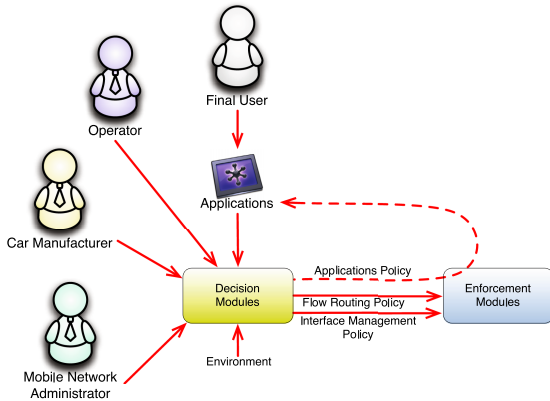 Final User
Operator
Applications
Car Manufacturer
Applications Policy
Decision
Modules
Enforcement
Modules
Flow Routing Policy
Interface Management
Policy
Environment
Mobile Network
Administrator